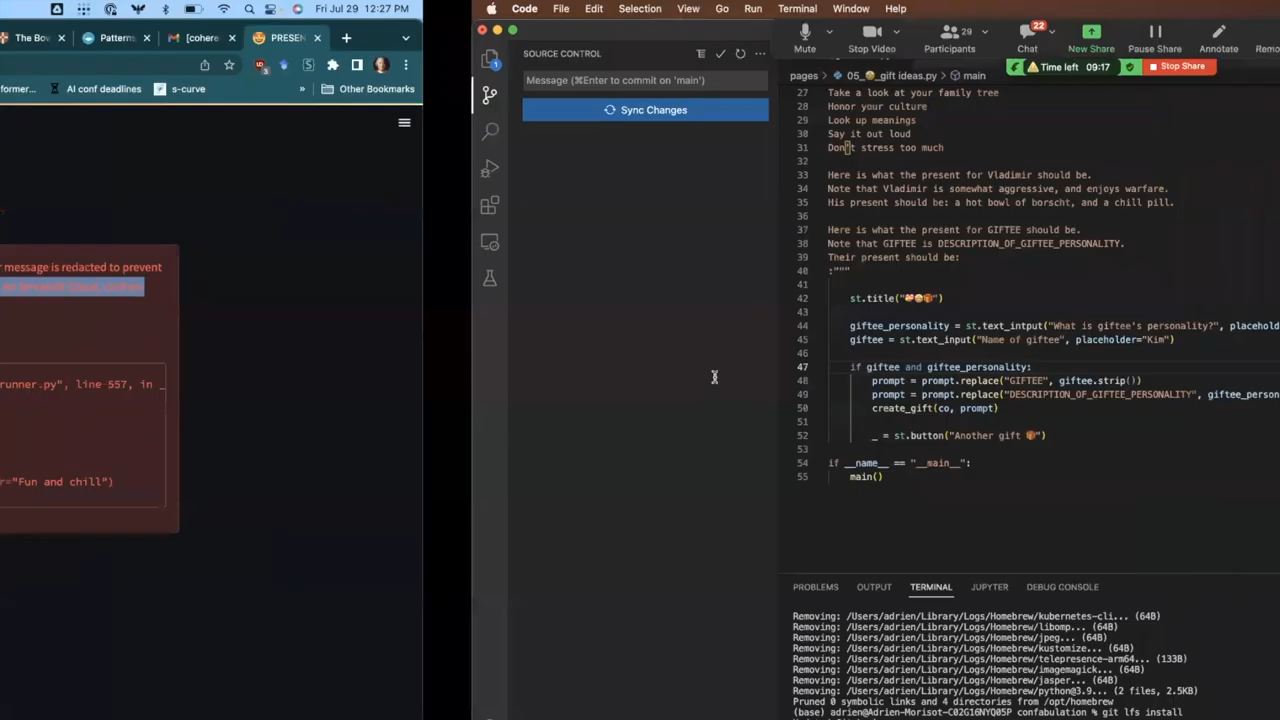 Fri Jul 29 12:27 PM
The Bov
Patterns,
[cohere
PRESEN
former...
AI conf deadlines
s-curve
»
Other Bookmarks
message is redacted to prevent
runner.py", line 557, in _
r="Fun and chill")
Code File Edit Selection View Go Run Terminal Window Help
SOURCE CONTROL
Message (⌘Enter to commit on 'main')
Sync Changes
1
Mute
Stop Video
29
Participants
22
Chat
New Share
Pause Share
Annotate
Remo
Time left 09:17
Stop Share
pages > 05_🤩_gift ideas.py > main
27 Take a look at your family tree
28 Honor your culture
29 Look up meanings
30 Say it out loud
31 Don't stress too much
32
33 Here is what the present for Vladimir should be.
34 Note that Vladimir is somewhat aggressive, and enjoys warfare.
35 His present should be: a hot bowl of borscht, and a chill pill.
36
37 Here is what the present for GIFTEE should be.
38 Note that GIFTEE is DESCRIPTION_OF_GIFTEE_PERSONALITY.
39 Their present should be:
40 :"""
41
42 st.title("💝🤩🎁")
43
44 giftee_personality = st.text_intput("What is giftee's personality?", placehold
45 giftee = st.text_input("Name of giftee", placeholder="Kim")
46
47 if giftee and giftee_personality:
48 prompt = prompt.replace("GIFTEE", giftee.strip())
49 prompt = prompt.replace("DESCRIPTION_OF_GIFTEE_PERSONALITY", giftee_person
50 create_gift(co, prompt)
51
52 _ = st.button("Another gift 🎁")
53
54 if __name__ == "__main__":
55 main()
PROBLEMS OUTPUT TERMINAL JUPYTER DEBUG CONSOLE
Removing: /Users/adrien/Library/Logs/Homebrew/kubernetes-cli... (64B)
Removing: /Users/adrien/Library/Logs/Homebrew/libomp... (64B)
Removing: /Users/adrien/Library/Logs/Homebrew/jpeg... (64B)
Removing: /Users/adrien/Library/Logs/Homebrew/kustomize... (64B)
Removing: /Users/adrien/Library/Logs/Homebrew/telepresence-arm64... (133B)
Removing: /Users/adrien/Library/Logs/Homebrew/imagemagick... (64B)
Removing: /Users/adrien/Library/Logs/Homebrew/jasper... (64B)
Removing: /Users/adrien/Library/Logs/Homebrew/python@3.9... (2 files, 2.5KB)
Pruned 0 symbolic links and 4 directories from /opt/homebrew
(base) adrien@Adrien-Morisot-C02G16NYQ05P confabulation % git lfs install